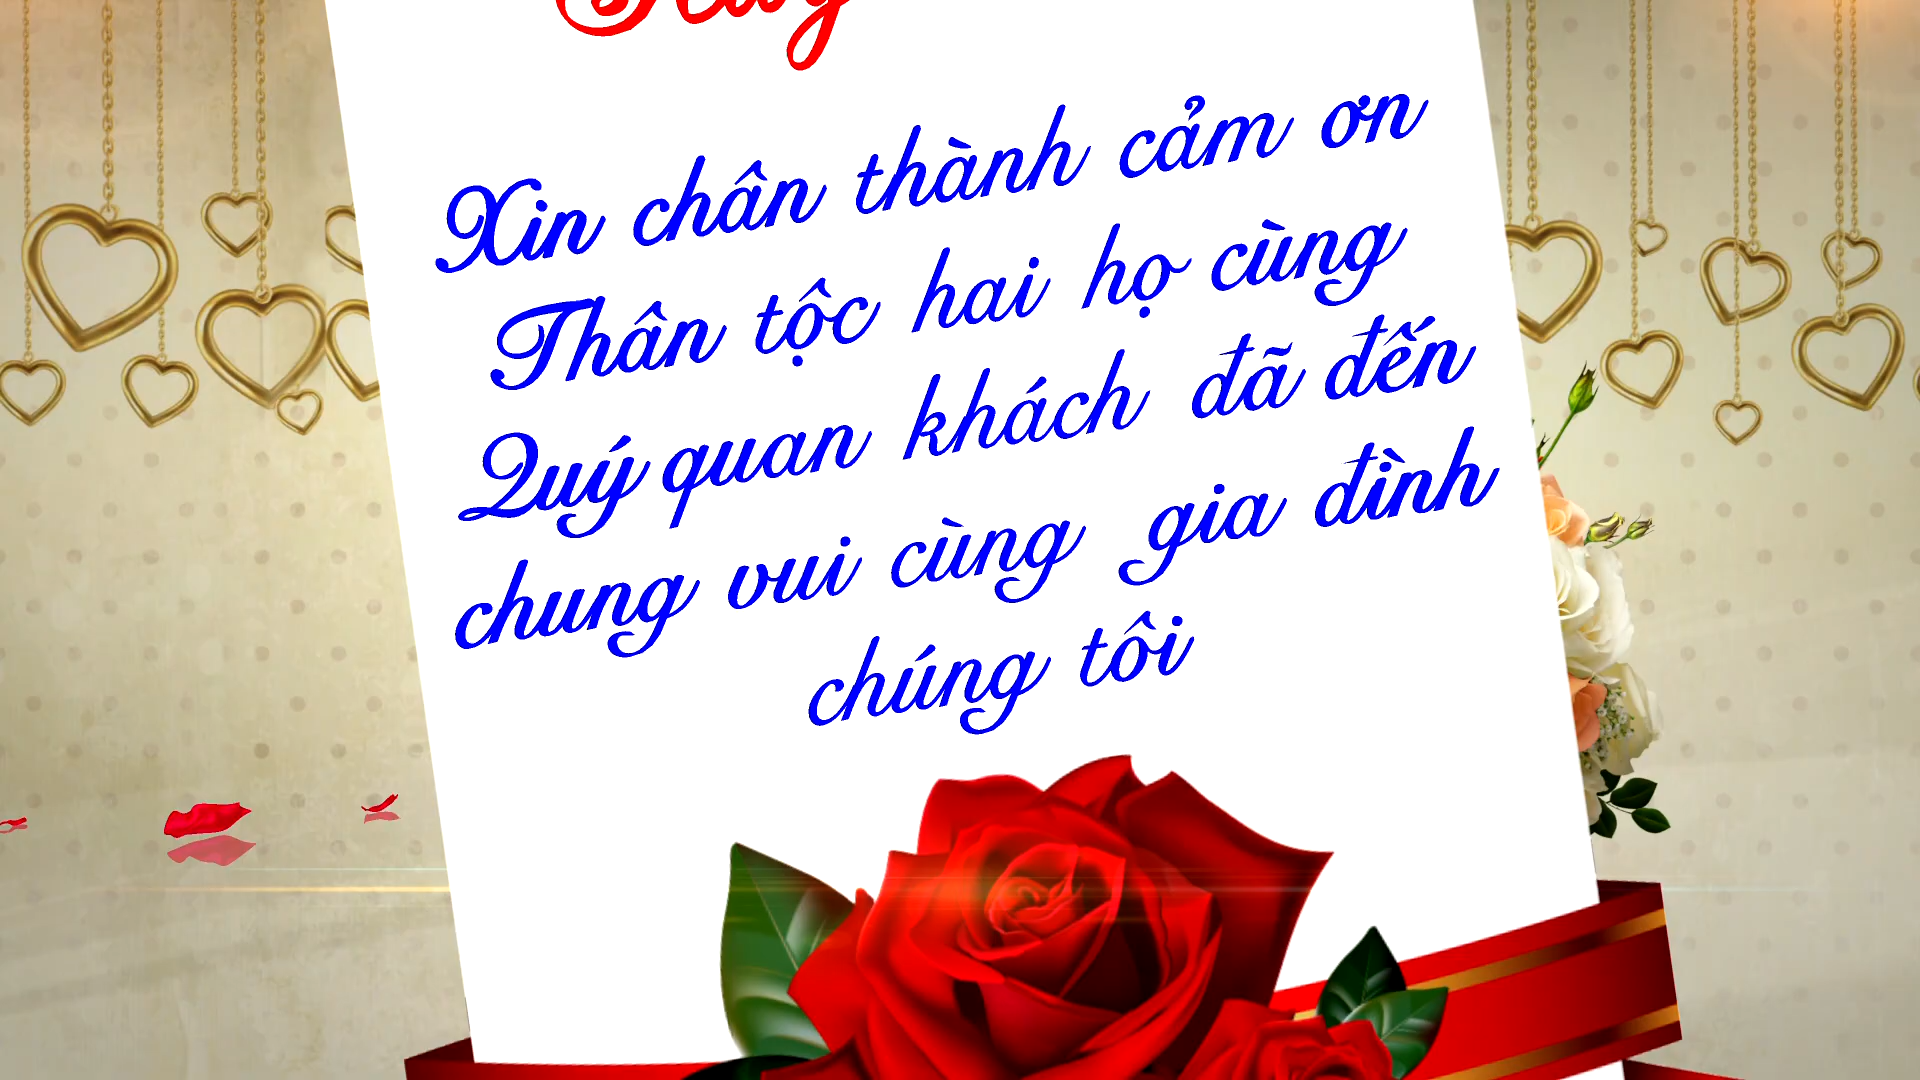 Xin chân thành cảm ơn
Thân tộc hai họ cùng
Quý quan khách đã đến
chung vui cùng gia đình
chúng tôi